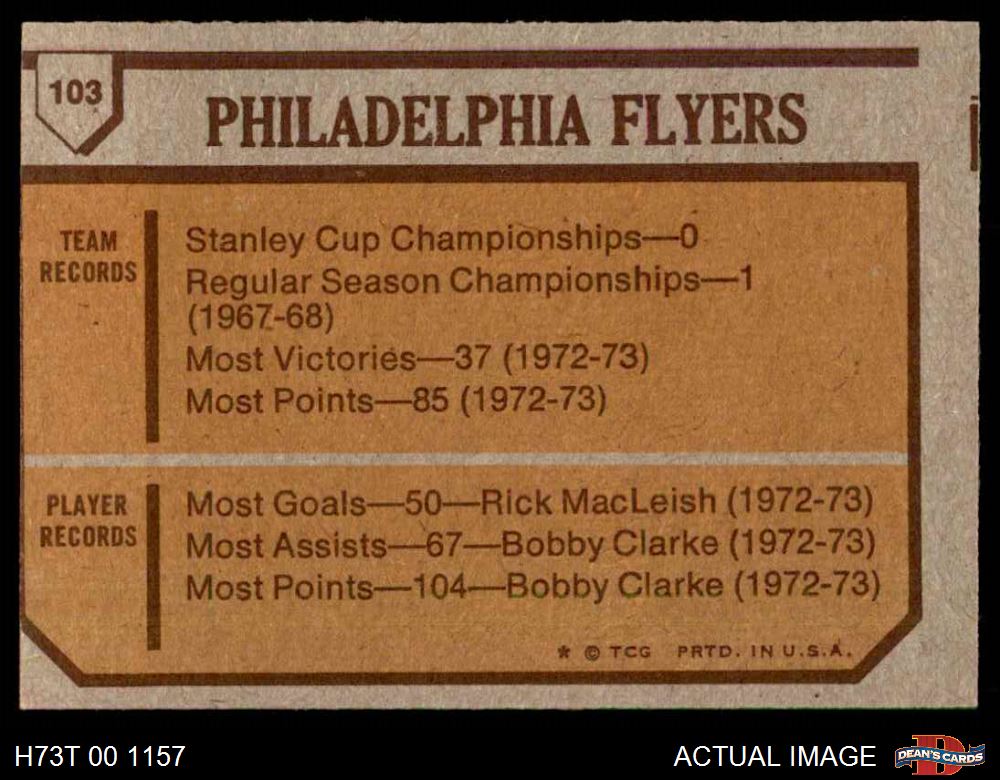 103
PHILADELPHIA FLYERS
TEAM
RECORDS
Stanley Cup Championships—0
Regular Season Championships—1
(1967-68)
Most Victories—37 (1972-73)
Most Points—85 (1972-73)
PLAYER
RECORDS
Most Goals—50—Rick MacLeish (1972-73)
Most Assists—67—Bobby Clarke (1972-73)
Most Points—104—Bobby Clarke (1972-73)
* © TCG PRTD. IN U.S.A.
H73T 00 1157
ACTUAL IMAGE
DEAN'S CARDS